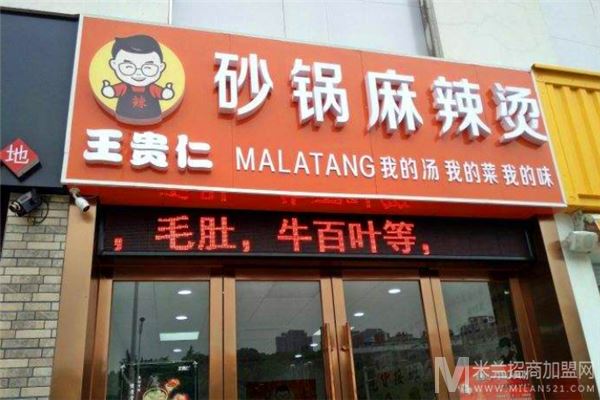 砂锅麻辣烫
辣
王贵仁
MALATANG 我的汤 我的菜 我的味
地
，毛肚，牛百叶等，
米兰招商加盟网
WWW.MILAN521.COM